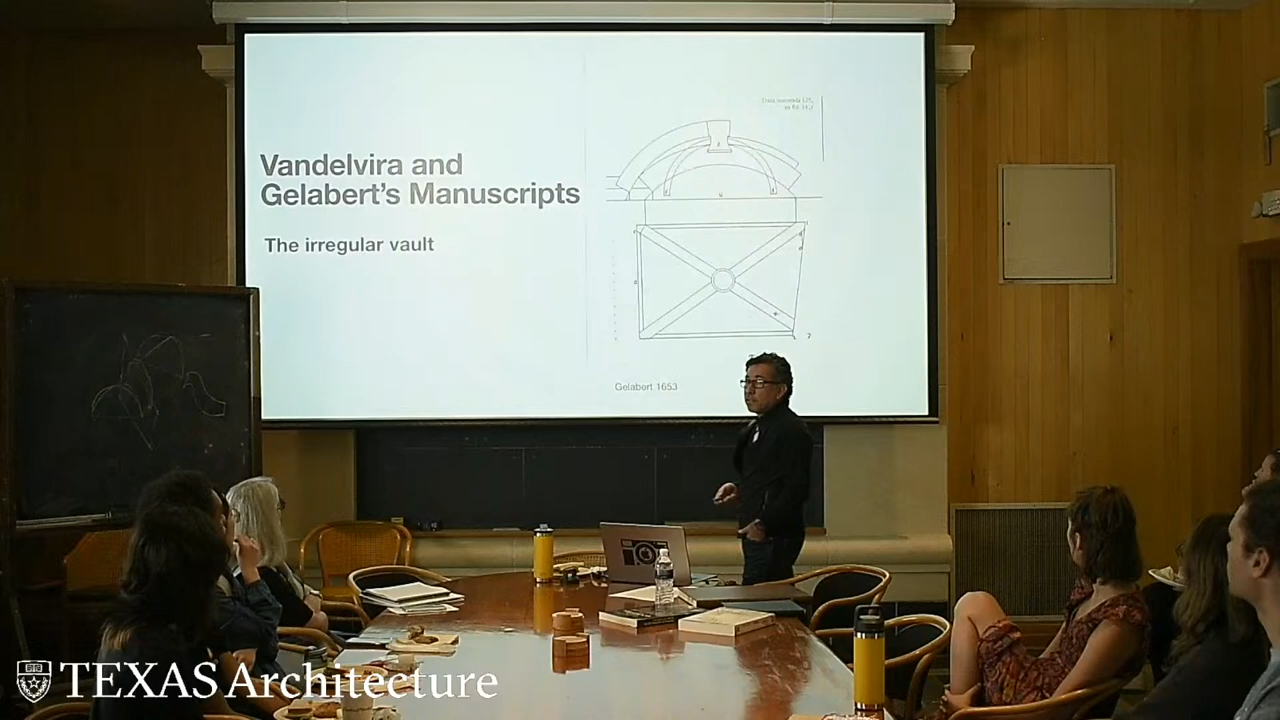 Vandelvira and
Gelabert's Manuscripts
The irregular vault
Gelabert 1653
TEXAS Architecture